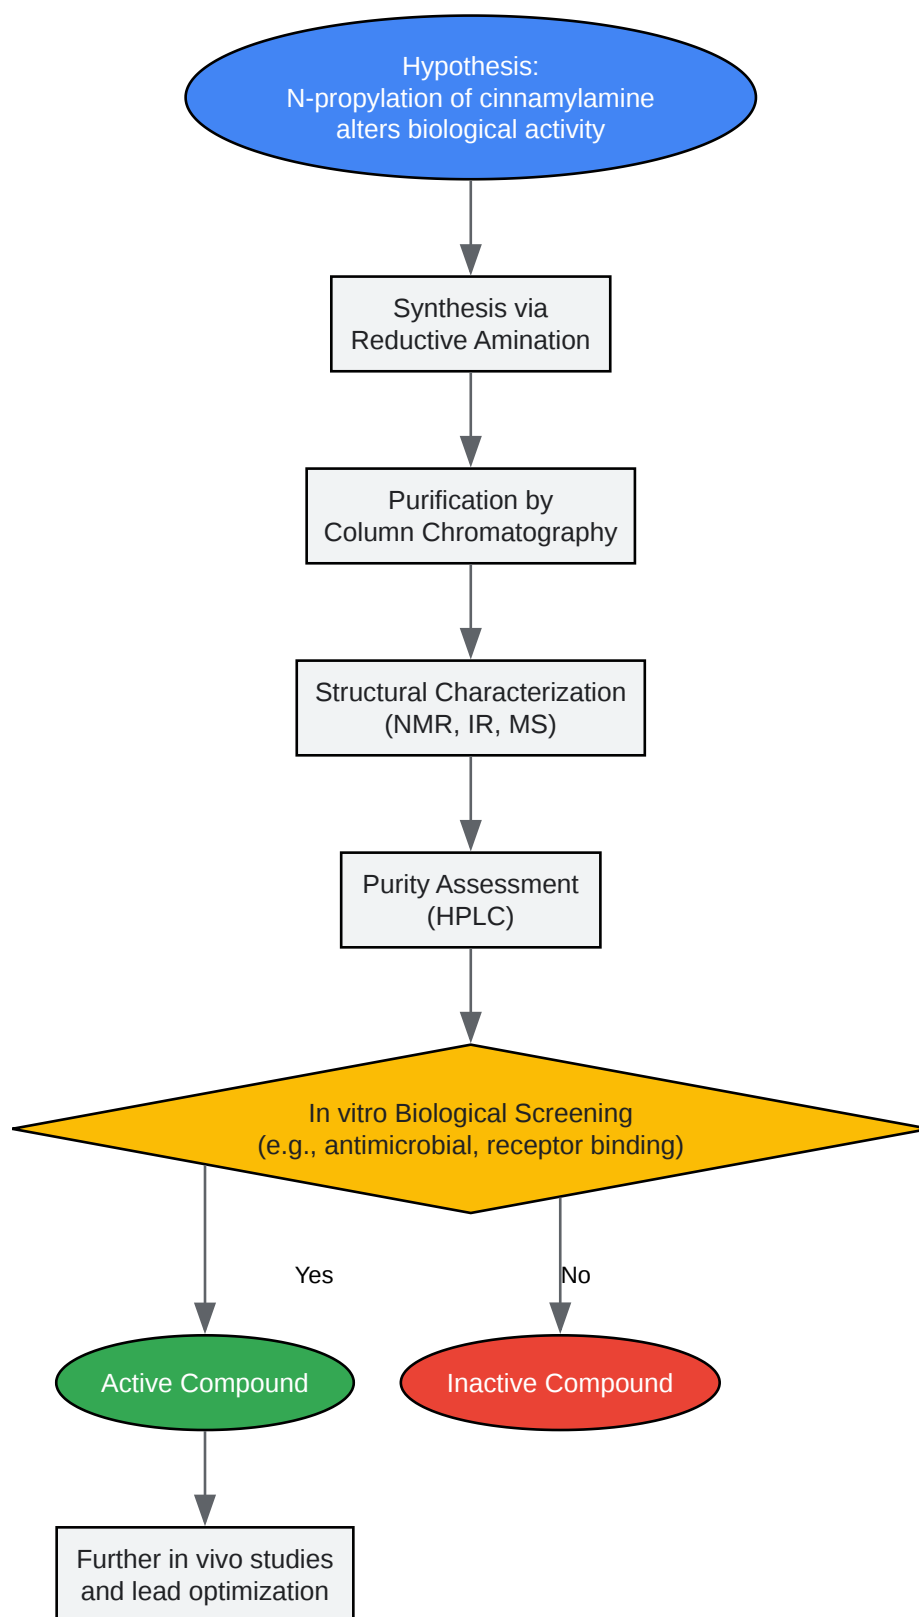 Hypothesis:
N-propylation of cinnamylamine
alters biological activity
Synthesis via
Reductive Amination
Purification by
Column Chromatography
Structural Characterization
(NMR, IR, MS)
Purity Assessment
(HPLC)
In vitro Biological Screening
(e.g., antimicrobial, receptor binding)
Yes
No
Active Compound
Inactive Compound
Further in vivo studies
and lead optimization